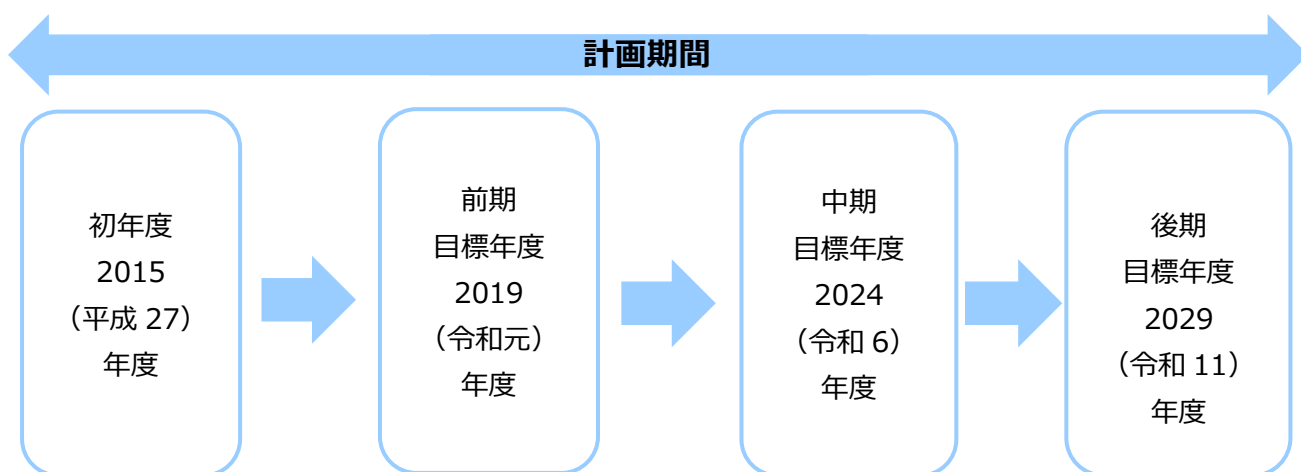 計画期間
初年度
2015
（平成 27）
年度
前期
目標年度
2019
（令和元）
年度
中期
目標年度
2024
（令和 6）
年度
後期
目標年度
2029
（令和 11）
年度